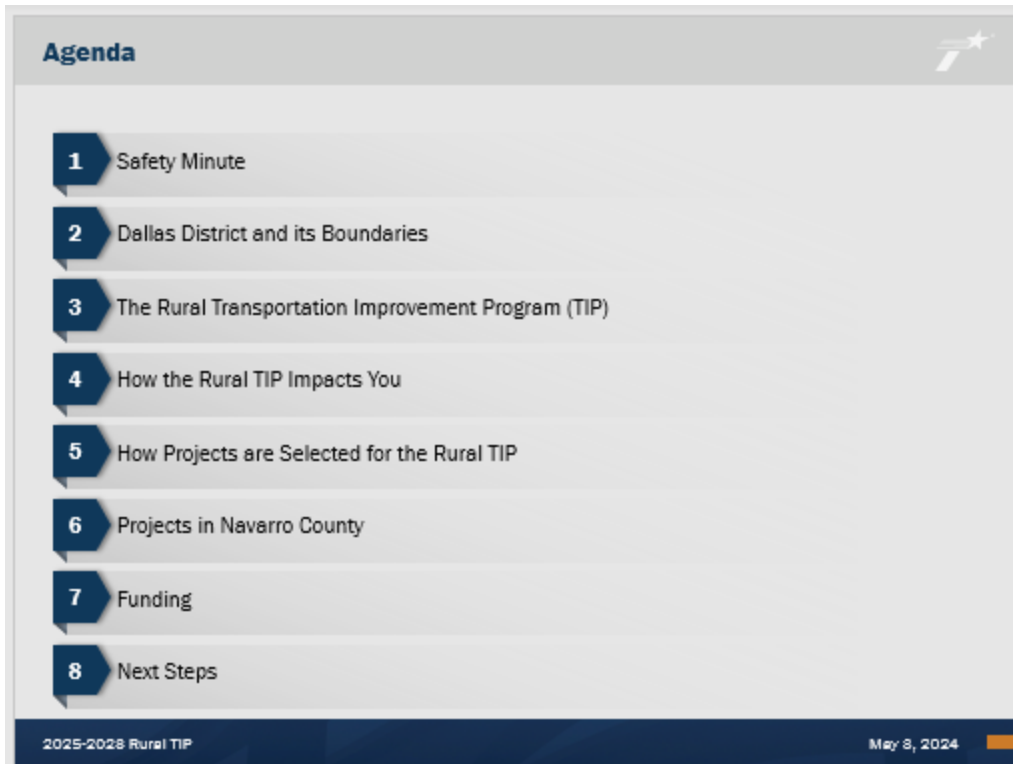 Agenda
1 Safety Minute
2 Dallas District and its Boundaries
3 The Rural Transportation Improvement Program (TIP)
4 How the Rural TIP Impacts You
5 How Projects are Selected for the Rural TIP
6 Projects in Navarro County
7 Funding
8 Next Steps
2025-2028 Rural TIP May 8, 2024